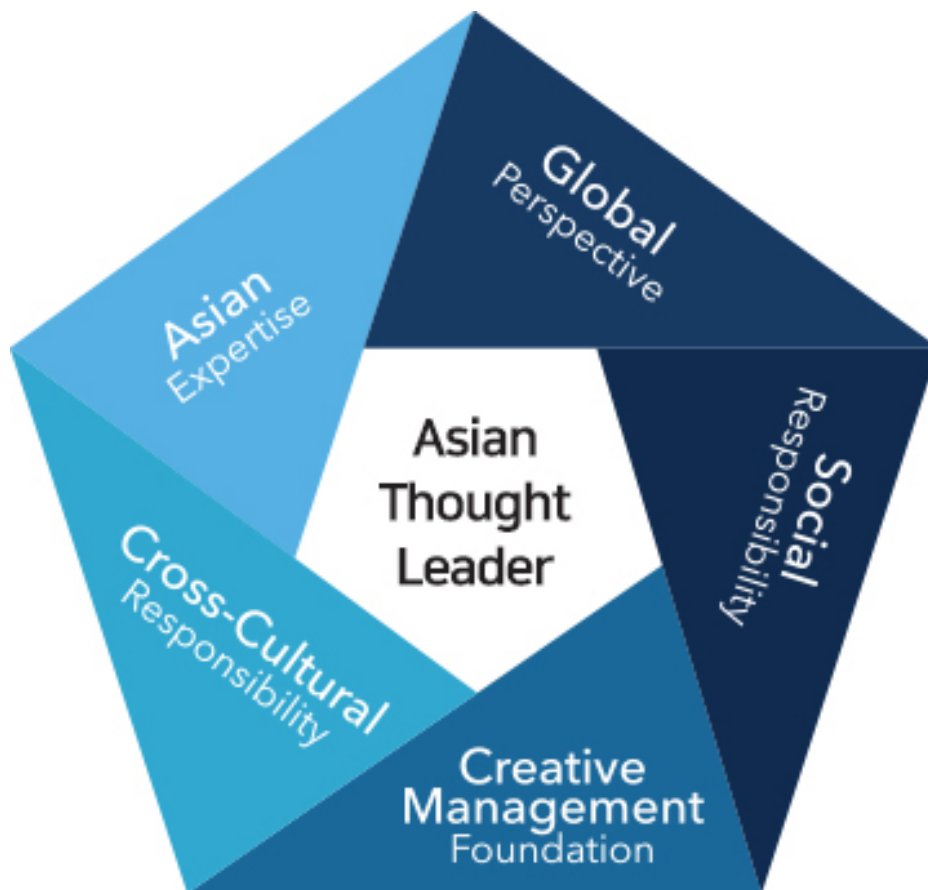 Global
Perspective
Social
Responsibility
Creative
Management
Foundation
Cross-Cultural
Responsibility
Asian
Expertise
Asian
Thought
Leader